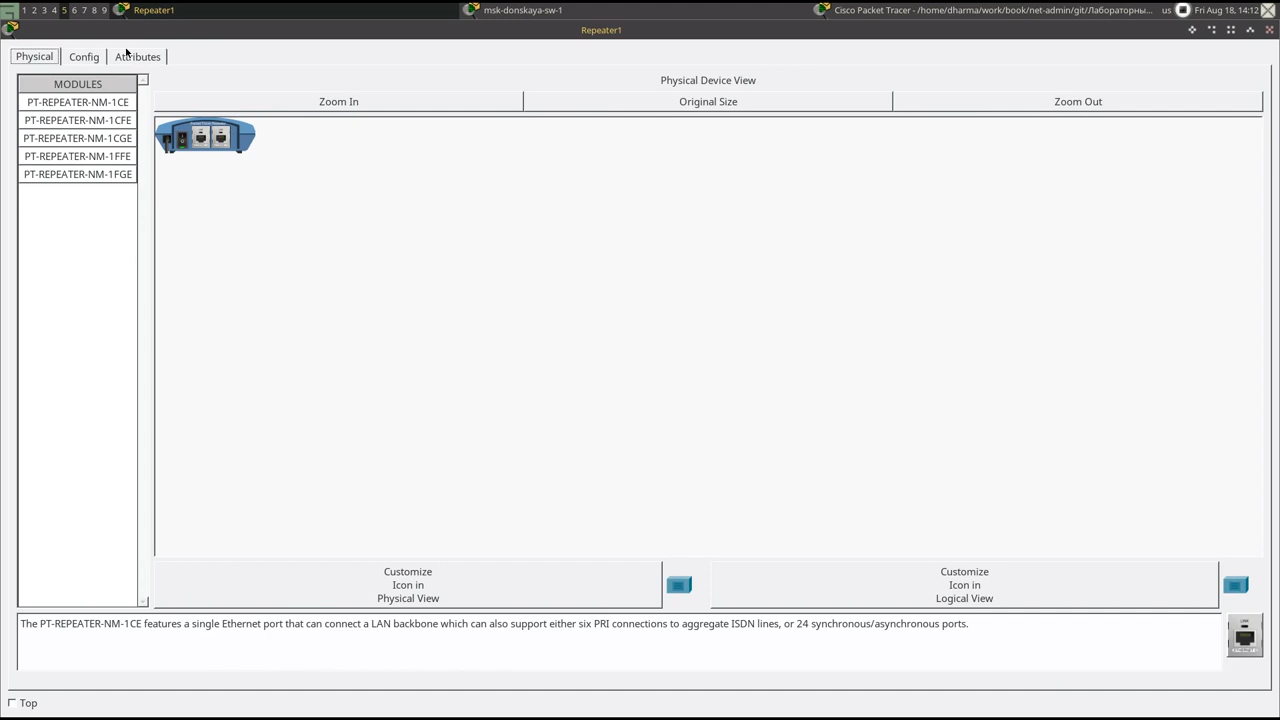 1 2 3 4 5 6 7 8 9 Repeater1 msk-donskaya-sw-1 Cisco Packet Tracer - /home/dharma/work/book/net-admin/git/Лабораторны... us Fri Aug 18, 14:12
Repeater1
Physical Config Attributes
MODULES
PT-REPEATER-NM-1CE
PT-REPEATER-NM-1CFE
PT-REPEATER-NM-1CGE
PT-REPEATER-NM-1FFE
PT-REPEATER-NM-1FGE
Physical Device View
Zoom In Original Size Zoom Out
Customize
Icon in
Physical View
Customize
Icon in
Logical View
The PT-REPEATER-NM-1CE features a single Ethernet port that can connect a LAN backbone which can also support either six PRI connections to aggregate ISDN lines, or 24 synchronous/asynchronous ports.
LINK
Top